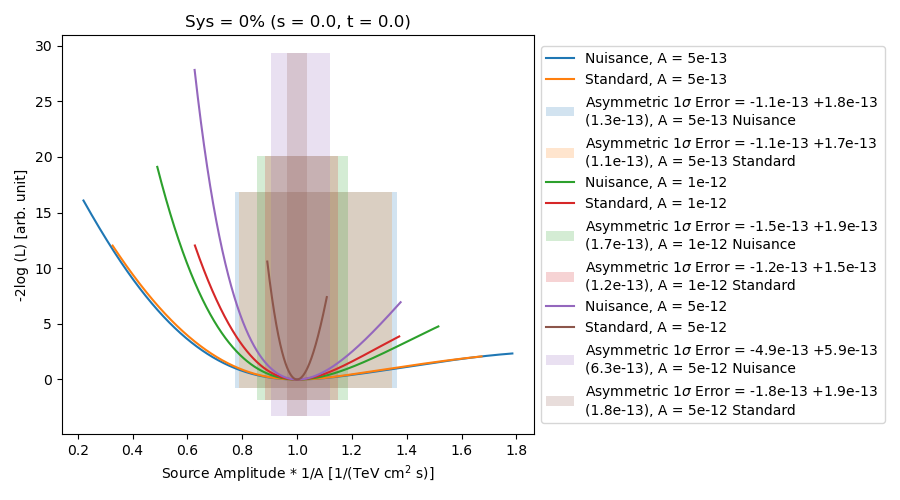 Sys = 0% (s = 0.0, t = 0.0)
30
25
20
15
10
5
0
-2log (L) [arb. unit]
0.2 0.4 0.6 0.8 1.0 1.2 1.4 1.6 1.8
Source Amplitude * 1/A [1/(TeV cm² s)]
Nuisance, A = 5e-13
Standard, A = 5e-13
Asymmetric 1σ Error = -1.1e-13 +1.8e-13
(1.3e-13), A = 5e-13 Nuisance
Asymmetric 1σ Error = -1.1e-13 +1.7e-13
(1.1e-13), A = 5e-13 Standard
Nuisance, A = 1e-12
Standard, A = 1e-12
Asymmetric 1σ Error = -1.5e-13 +1.9e-13
(1.7e-13), A = 1e-12 Nuisance
Asymmetric 1σ Error = -1.2e-13 +1.5e-13
(1.2e-13), A = 1e-12 Standard
Nuisance, A = 5e-12
Standard, A = 5e-12
Asymmetric 1σ Error = -4.9e-13 +5.9e-13
(6.3e-13), A = 5e-12 Nuisance
Asymmetric 1σ Error = -1.8e-13 +1.9e-13
(1.8e-13), A = 5e-12 Standard